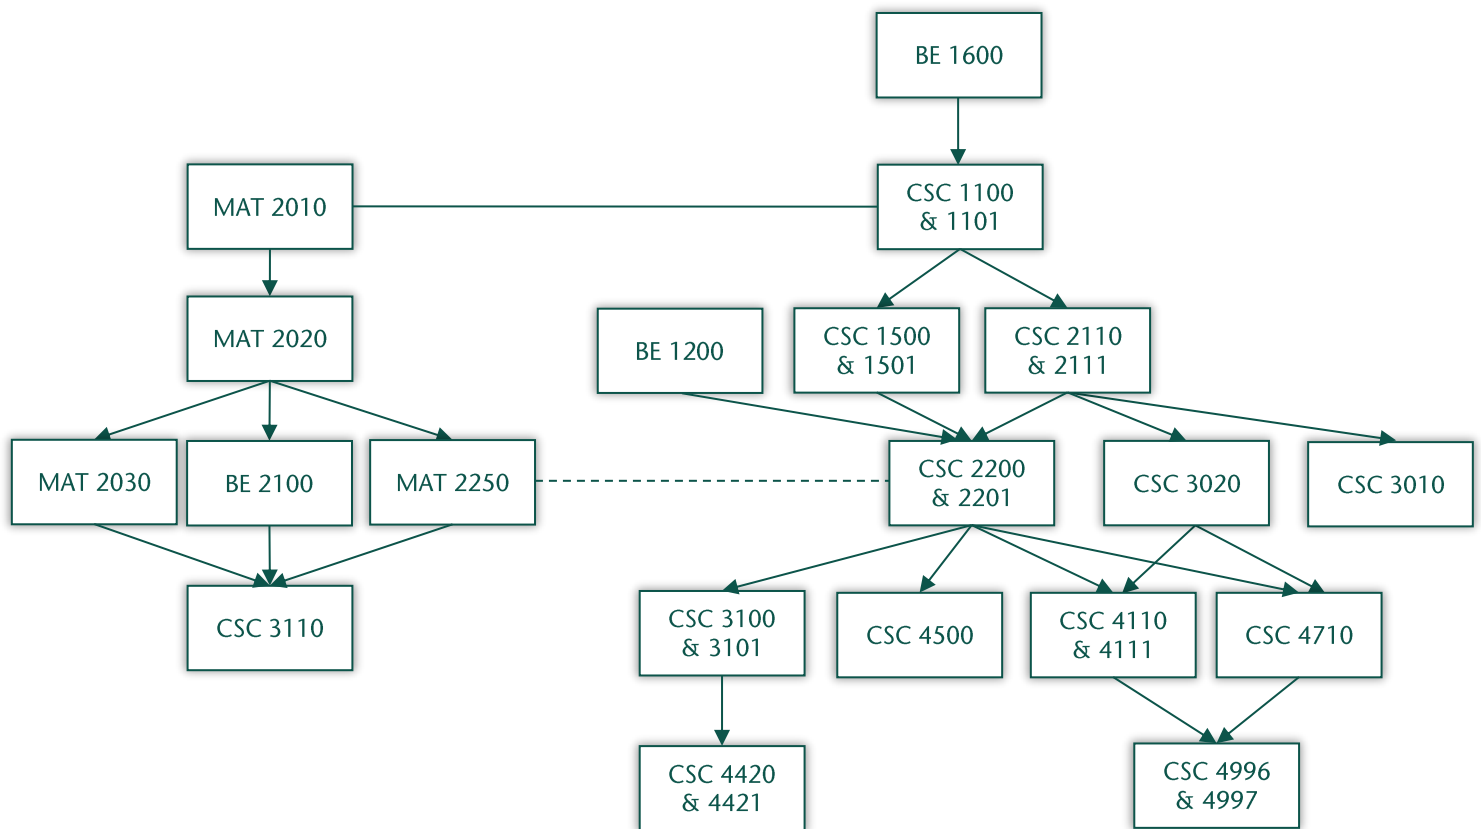 BE 1600
MAT 2010
CSC 1100
& 1101
MAT 2020
BE 1200
CSC 1500
& 1501
CSC 2110
& 2111
MAT 2030
BE 2100
MAT 2250
CSC 2200
& 2201
CSC 3020
CSC 3010
CSC 3110
CSC 3100
& 3101
CSC 4500
CSC 4110
& 4111
CSC 4710
CSC 4420
& 4421
CSC 4996
& 4997